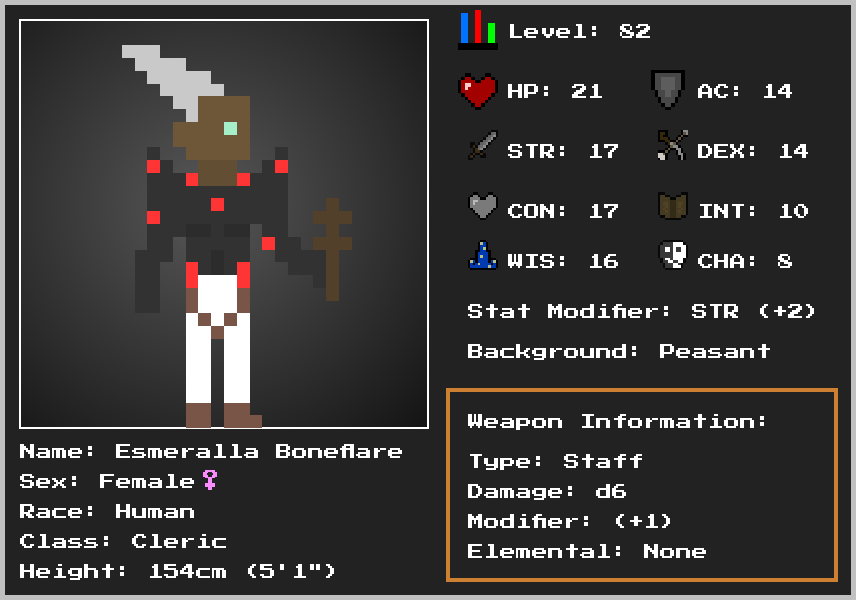 Level: 82
HP: 21
AC: 14
STR: 17
DEX: 14
CON: 17
INT: 10
WIS: 16
CHA: 8
Stat Modifier: STR (+2)
Background: Peasant
Weapon Information:
Type: Staff
Damage: d6
Modifier: (+1)
Elemental: None
Name: Esmeralla Boneflare
Sex: Female♀
Race: Human
Class: Cleric
Height: 154cm (5'1")